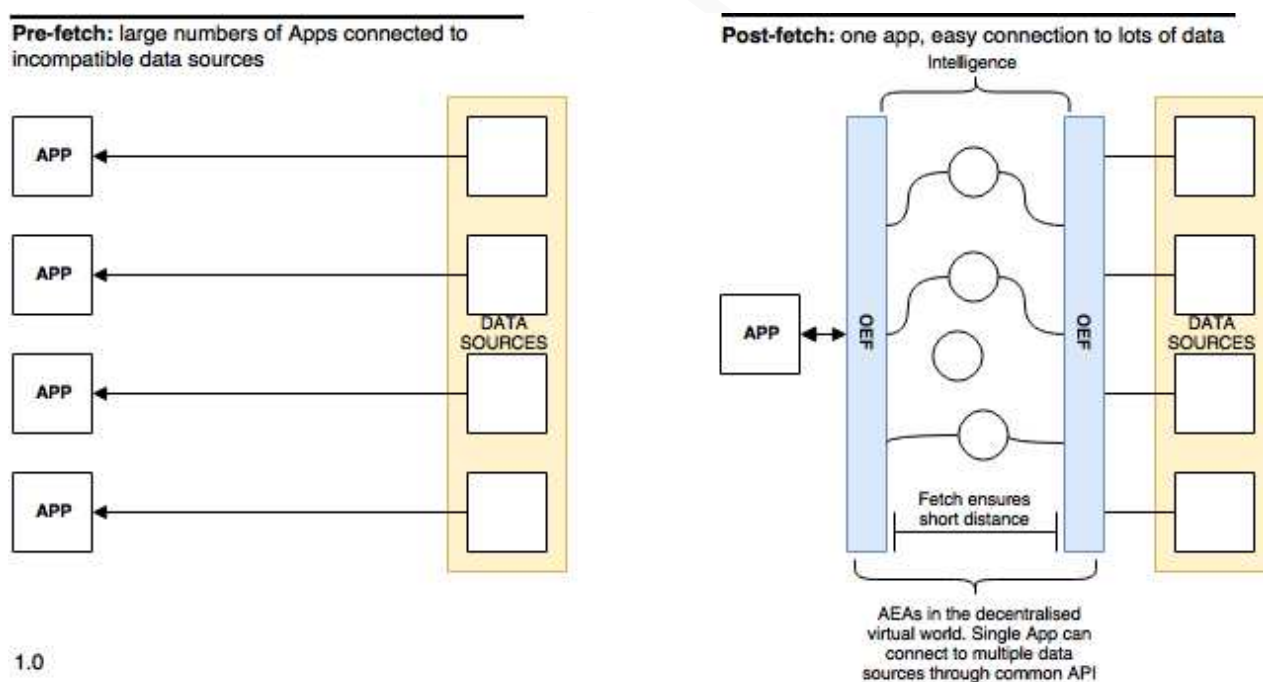 Pre-fetch: large numbers of Apps connected to
incompatible data sources
APP
APP
APP
APP
DATA
SOURCES
1.0
Post-fetch: one app, easy connection to lots of data
Intelligence
APP
OEF
OEF
DATA
SOURCES
Fetch ensures
short distance
AEAs in the decentralised
virtual world. Single App can
connect to multiple data
sources through common API